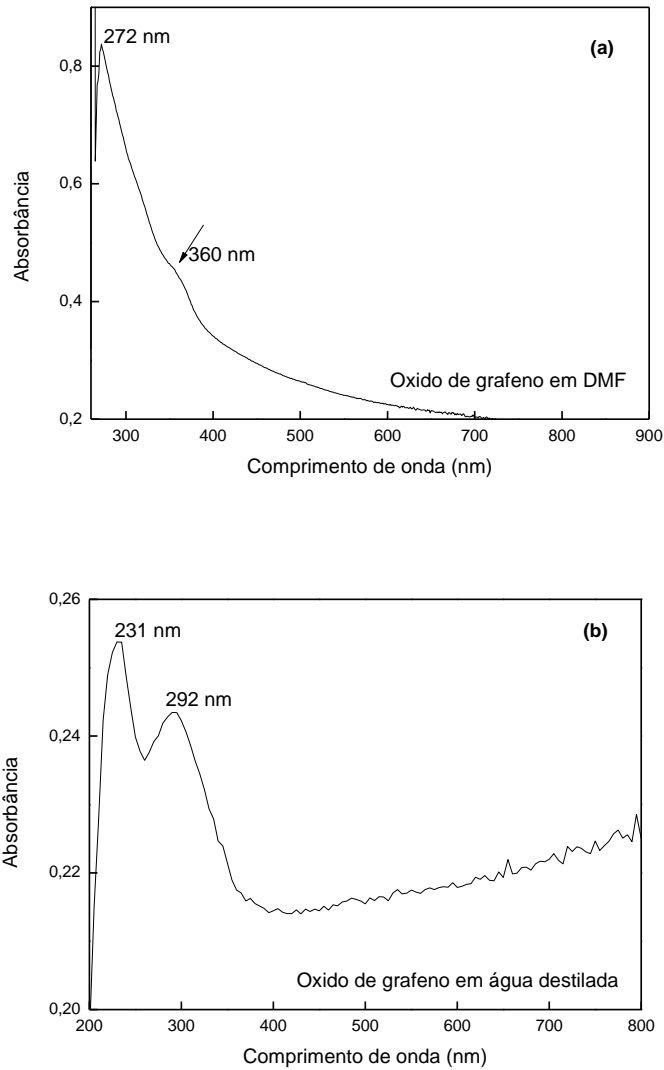 272 nm
(a)
0,8
0,6
360 nm
0,4
Oxido de grafeno em DMF
0,2
300 400 500 600 700 800 900
Comprimento de onda (nm)
Absorbância
0,26
231 nm
(b)
292 nm
0,24
0,22
Oxido de grafeno em água destilada
0,20
200 300 400 500 600 700 800
Comprimento de onda (nm)
Absorbância